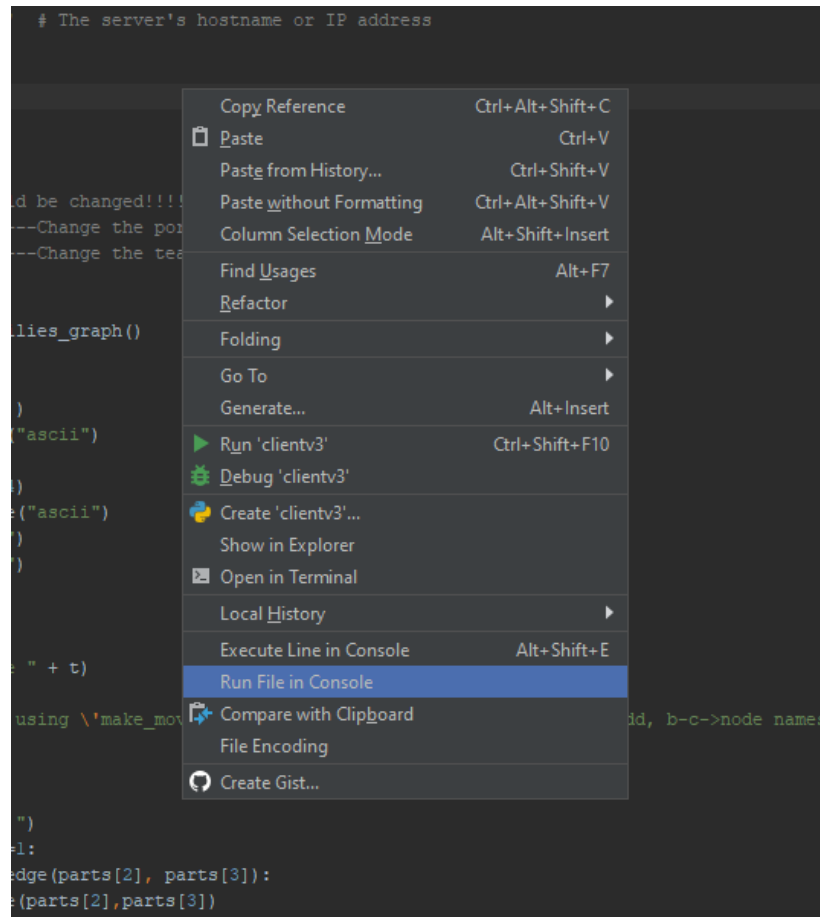 # The server's hostname or IP address
Copy Reference Ctrl+Alt+Shift+C
Paste Ctrl+V
Paste from History... Ctrl+Shift+V
d be changed!!!! Paste without Formatting Ctrl+Alt+Shift+V
---Change the por
Column Selection Mode Alt+Shift+Insert
---Change the tea
Find Usages Alt+F7
Refactor
lies_graph()
Folding
Go To
) Generate... Alt+Insert
("ascii") Run 'clientv3' Ctrl+Shift+F10
Debug 'clientv3'
)
("ascii") Create 'clientv3'...
")
Show in Explorer
")
Open in Terminal
Local History
Execute Line in Console Alt+Shift+E
" + t)
Run File in Console
using \'make_mov Compare with Clipboard dd, b-c->node names
File Encoding
Create Gist...
")
=1:
edge(parts[2], parts[3]):
(parts[2],parts[3])